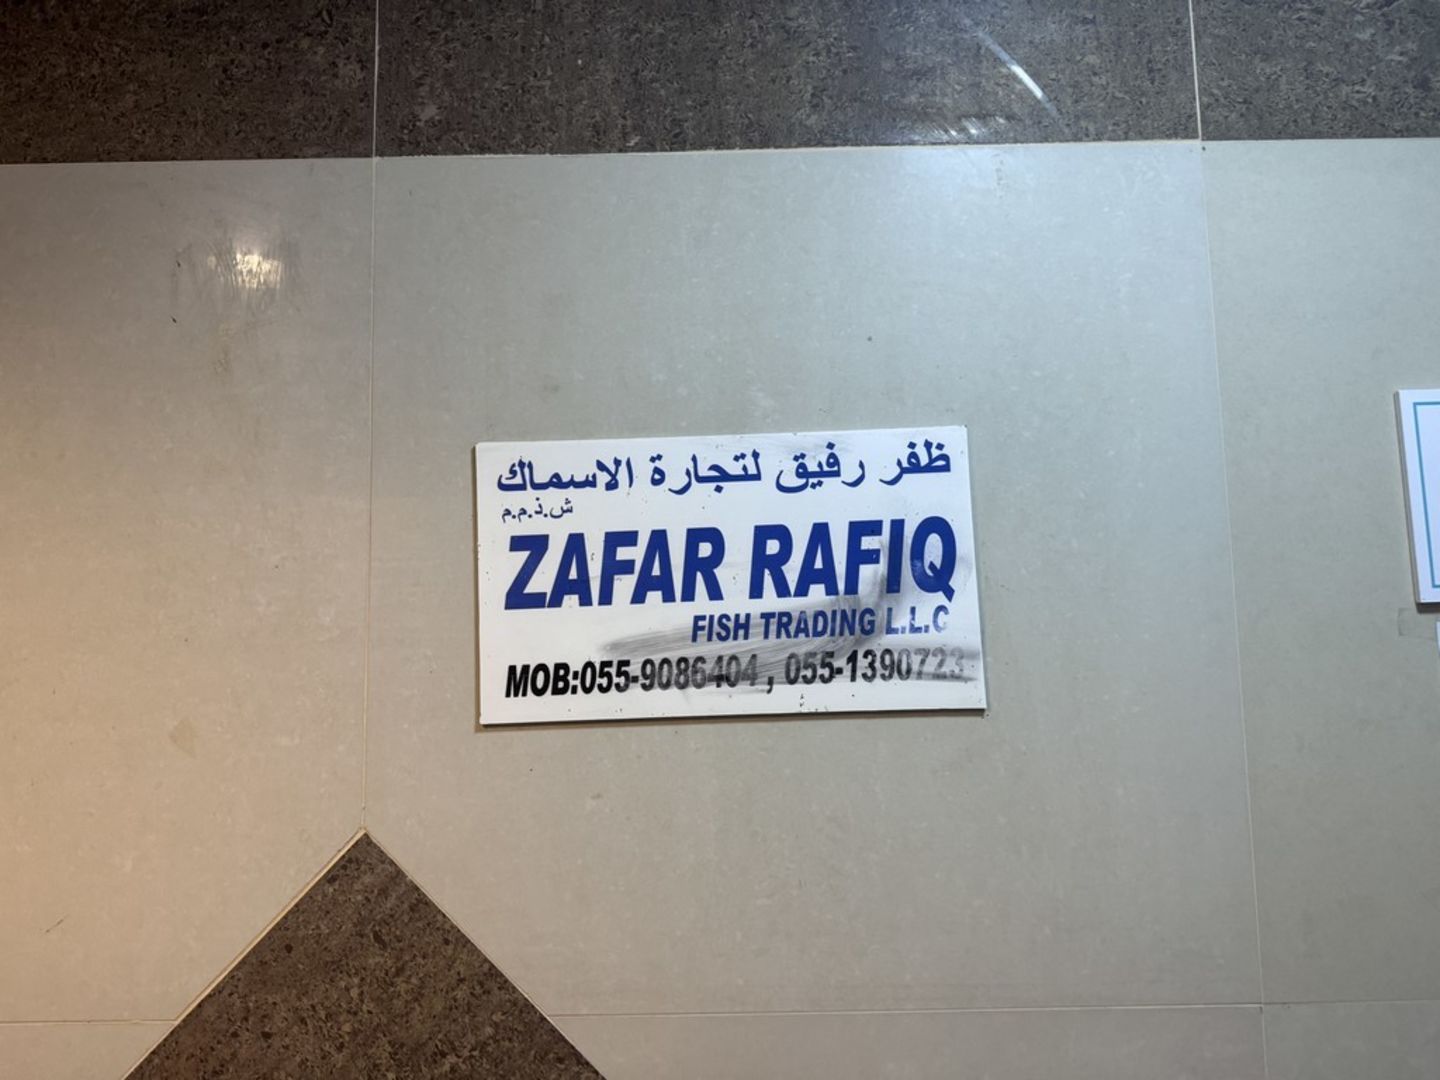 ظفر رفيق لتجارة الاسماك
ش.ذ.م.م
ZAFAR RAFIQ
FISH TRADING L.L.C
MOB:055-9086404 , 055-1390723